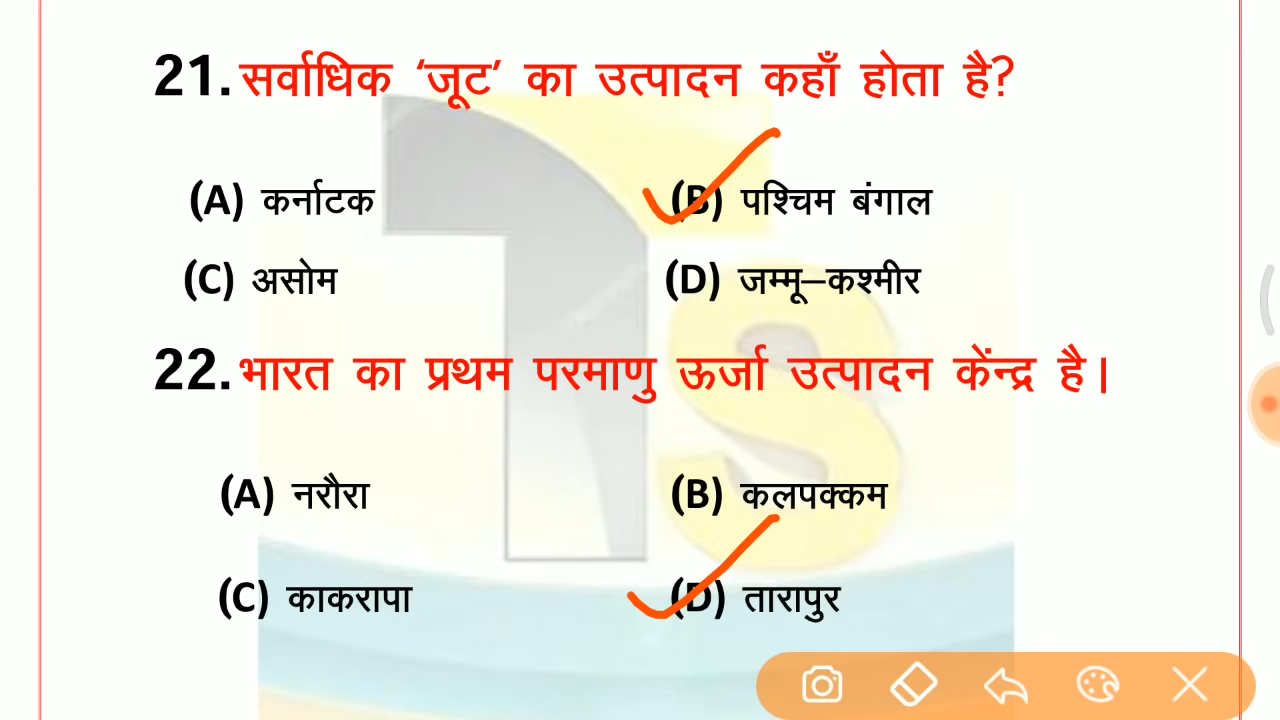 21. सर्वाधिक ‘जूट’ का उत्पादन कहाँ होता है?
(A) कर्नाटक (B) पश्चिम बंगाल
(C) असोम (D) जम्मू–कश्मीर
22. भारत का प्रथम परमाणु ऊर्जा उत्पादन केंन्द्र है।
(A) नरौरा (B) कलपक्कम
(C) काकरापा (D) तारापुर